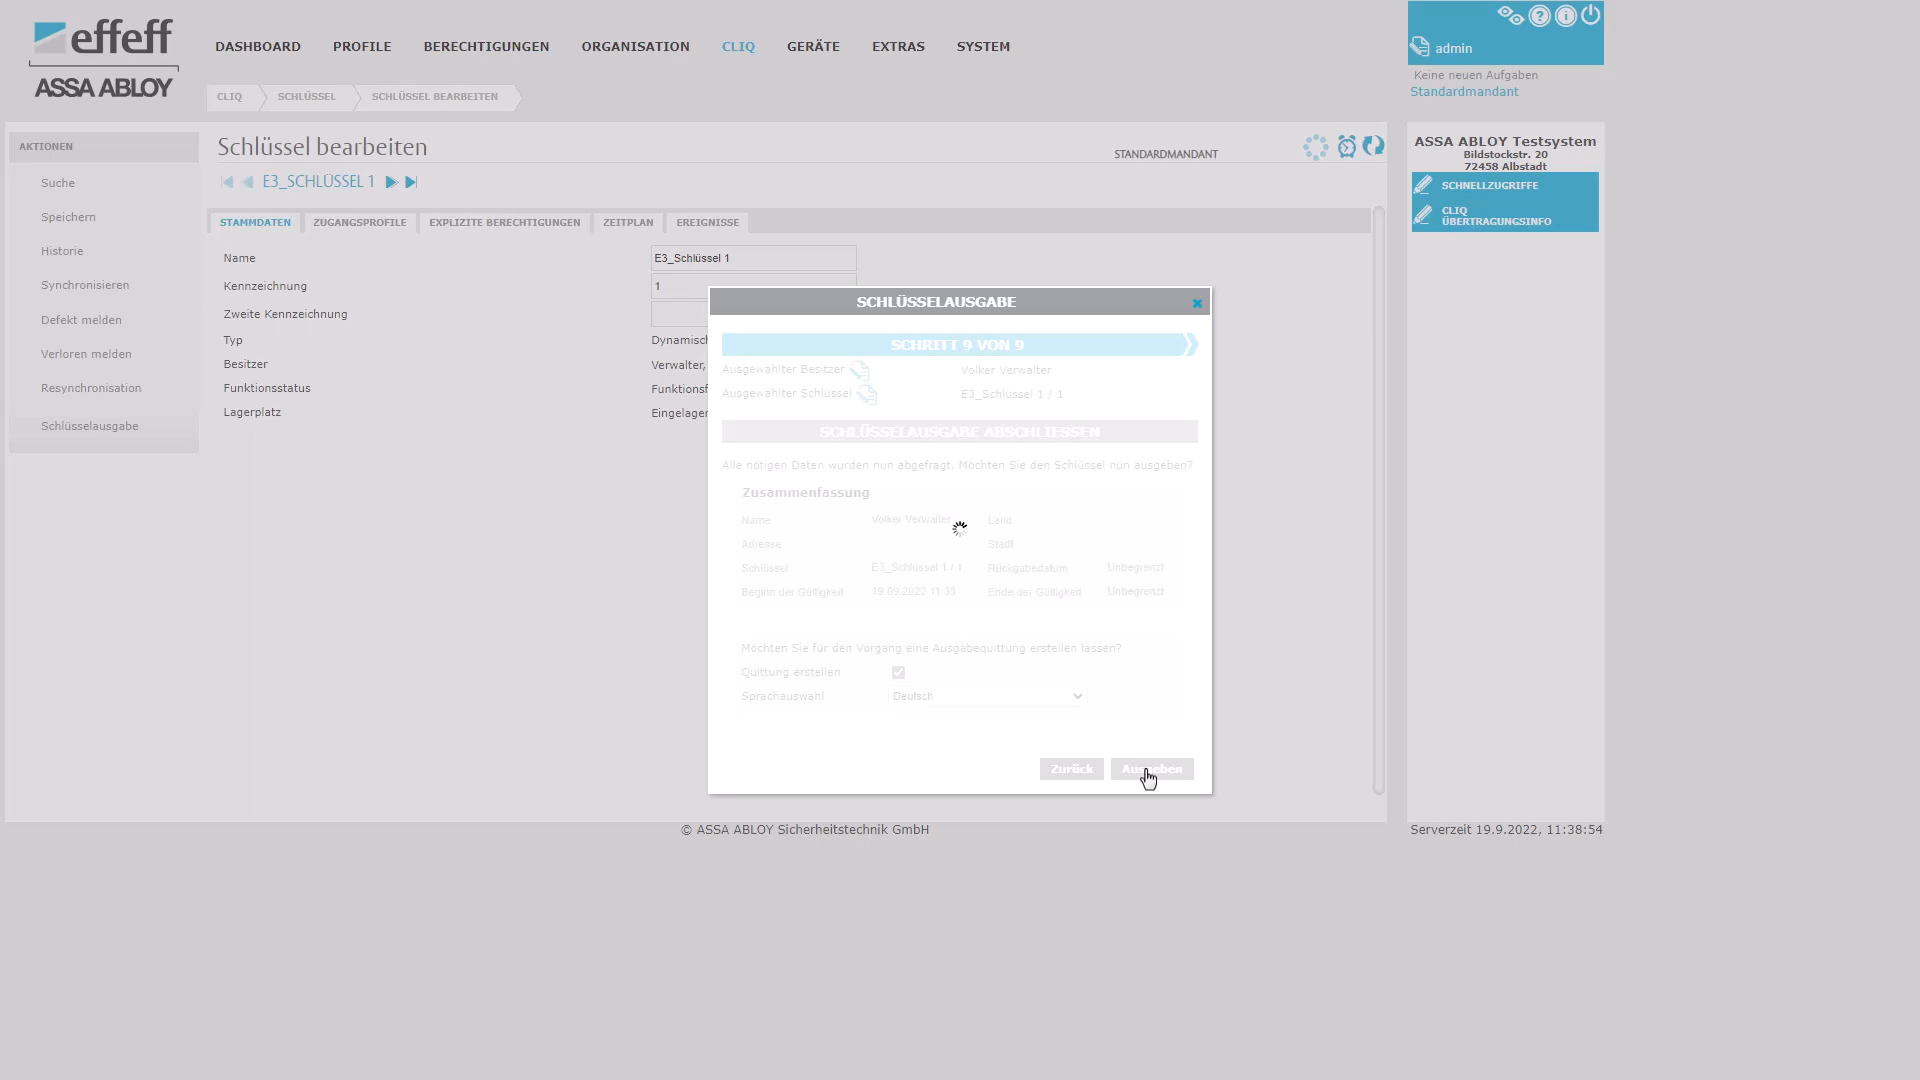 effeff
ASSA ABLOY
DASHBOARD PROFILE BERECHTIGUNGEN ORGANISATION CLIQ GERÄTE EXTRAS SYSTEM
admin
Keine neuen Aufgaben
Standardmandant
CLIQ SCHLÜSSEL SCHLÜSSEL BEARBEITEN
AKTIONEN
Suche
Speichern
Historie
Synchronisieren
Defekt melden
Verloren melden
Resynchronisation
Schlüsselausgabe
Schlüssel bearbeiten
STANDARDMANDANT
E3_SCHLÜSSEL 1
STAMMDATEN ZUGANGSPROFILE EXPLIZITE BERECHTIGUNGEN ZEITPLAN EREIGNISSE
Name E3_Schlüssel 1
Kennzeichnung 1
Zweite Kennzeichnung
Typ Dynamisch
Besitzer Verwalter,
Funktionsstatus Funktionsf
Lagerplatz Eingelager
SCHLÜSSELAUSGABE
SCHRITT 9 VON 9
Ausgewählter Besitzer Volker Verwalter
Ausgewählter Schlüssel E3_Schlüssel 1 / 1
SCHLÜSSELAUSGABE ABSCHLIESSEN
Alle nötigen Daten wurden nun abgefragt. Möchten Sie den Schlüssel nun ausgeben?
Zusammenfassung
Name Volker Verwalter Land
Adresse Stadt
Schlüssel E3_Schlüssel 1 / 1 Rückgabedatum Unbegrenzt
Beginn der Gültigkeit 19.09.2022 11:35 Ende der Gültigkeit Unbegrenzt
Möchten Sie für den Vorgang eine Ausgabequittung erstellen lassen?
Quittung erstellen
Sprachauswahl Deutsch
Zurück Ausgeben
ASSA ABLOY Testsystem
Bildstockstr. 20
72458 Albstadt
SCHNELLZUGRIFFE
CLIQ
ÜBERTRAGUNGSINFO
© ASSA ABLOY Sicherheitstechnik GmbH
Serverzeit 19.9.2022, 11:38:54